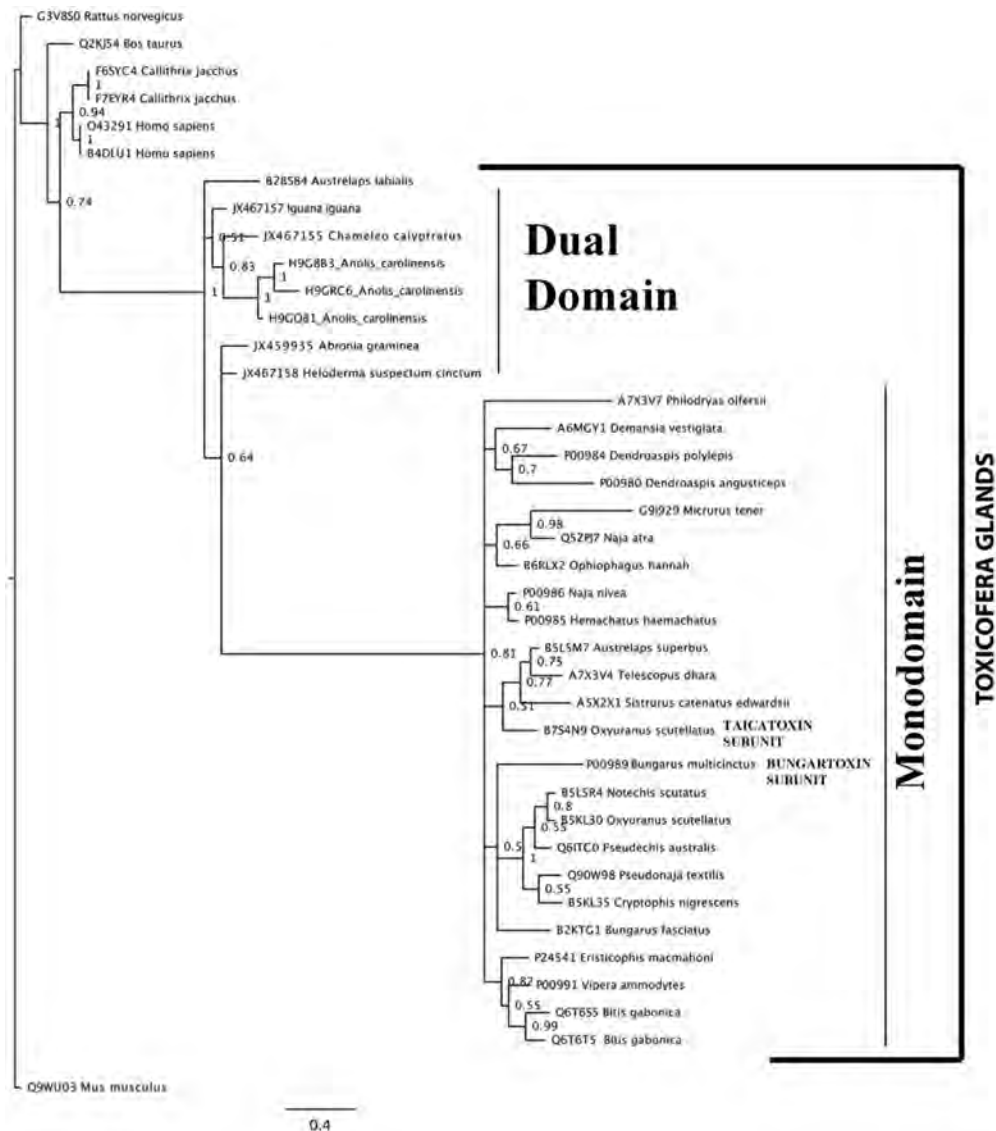 G3V8S0 Rattus norvegicus
Q2KJ54 Bos taurus
F6SYC4 Callithrix jacchus
1
F7EYR4 Callithrix jacchus
0.94
1
O43291 Homo sapiens
1
B4DLU1 Homo sapiens
0.74
B2BS84 Austrelaps labialis
JX467157 Iguana iguana
0.51
JX467155 Chameleo calyptratus
0.83
H9G8B3_Anolis_carolinensis
1
H9GRC6_Anolis_carolinensis
1
1
H9GQ81_Anolis_carolinensis
JX459935 Abronia graminea
JX467158 Heloderma suspectum cinctum
0.64
Dual
Domain
A7X3V7 Philodryas olfersii
A6MGY1 Demansia vestigiata
0.67
P00984 Dendroaspis polylepis
0.7
P00980 Dendroaspis angusticeps
G9I929 Micrurus tener
0.98
Q5ZPJ7 Naja atra
0.66
B6RLX2 Ophiophagus hannah
P00986 Naja nivea
0.61
P00985 Hemachatus haemachatus
0.81
B5L5M7 Austrelaps superbus
0.75
A7X3V4 Telescopus dhara
0.77
A5X2X1 Sistrurus catenatus edwardsii
0.51
B7S4N9 Oxyuranus scutellatus TAICATOXIN
SUBUNIT
P00989 Bungarus multicinctus BUNGARTOXIN
SUBUNIT
B5L5R4 Notechis scutatus
0.8
B5KL30 Oxyuranus scutellatus
0.55
0.5
Q6ITC0 Pseudechis australis
1
Q90W98 Pseudonaja textilis
0.55
B5KL35 Cryptophis nigrescens
B2KTG1 Bungarus fasciatus
P24541 Eristicophis macmahoni
0.82
P00991 Vipera ammodytes
0.55
Q6T6S5 Bitis gabonica
0.99
Q6T6T5 Bitis gabonica
Monodomain
TOXICOFERA GLANDS
Q9WU03 Mus musculus
0.4